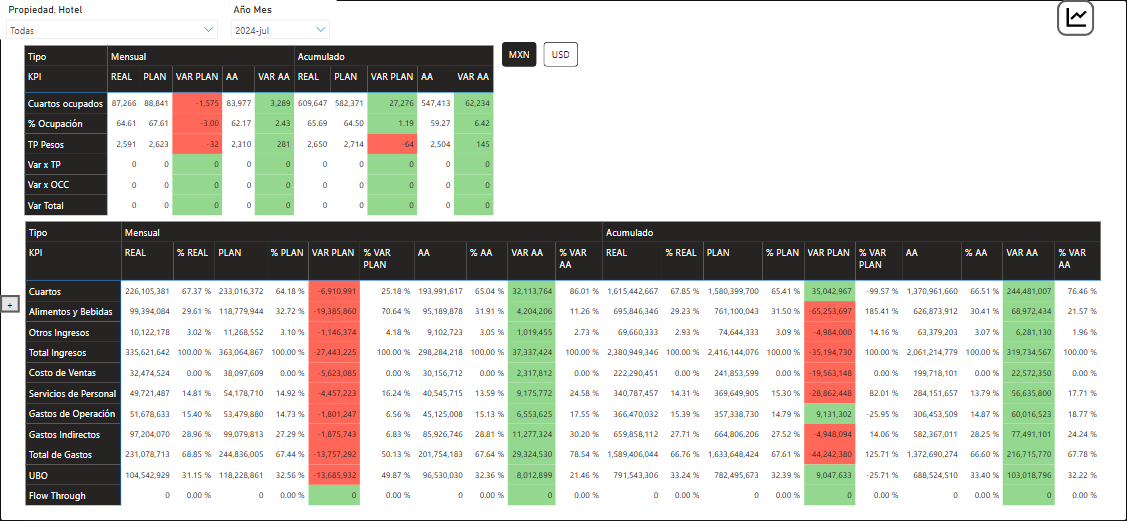 Propiedad, Hotel Año Mes
Todas 2024-jul
MXN USD
Tipo Mensual Acumulado
KPI REAL PLAN VAR PLAN AA VAR AA REAL PLAN VAR PLAN AA VAR AA
Cuartos ocupados 87,266 88,841 -1,575 83,977 3,289 609,647 582,371 27,276 547,413 62,234
% Ocupación 64.61 67.61 -3.00 62.17 2.43 65.69 64.50 1.19 59.27 6.42
TP Pesos 2,591 2,623 -32 2,310 281 2,650 2,714 -64 2,504 145
Var x TP 0 0 0 0 0 0 0 0 0 0
Var x OCC 0 0 0 0 0 0 0 0 0 0
Var Total 0 0 0 0 0 0 0 0 0 0
Tipo Mensual Acumulado
KPI REAL % REAL PLAN % PLAN VAR PLAN % VAR PLAN AA % AA VAR AA % VAR AA REAL % REAL PLAN % PLAN VAR PLAN % VAR PLAN AA % AA VAR AA % VAR AA
Cuartos 226,105,381 67.37 % 233,016,372 64.18 % -6,910,991 25.18 % 193,991,617 65.04 % 32,113,764 86.01 % 1,615,442,667 67.85 % 1,580,399,700 65.41 % 35,042,967 -99.57 % 1,370,961,660 66.51 % 244,481,007 76.46 %
+
Alimentos y Bebidas 99,394,084 29.61 % 118,779,944 32.72 % -19,385,860 70.64 % 95,189,878 31.91 % 4,204,206 11.26 % 695,846,346 29.23 % 761,100,043 31.50 % -65,253,697 185.41 % 626,873,912 30.41 % 68,972,434 21.57 %
Otros Ingresos 10,122,178 3.02 % 11,268,552 3.10 % -1,146,374 4.18 % 9,102,723 3.05 % 1,019,455 2.73 % 69,660,333 2.93 % 74,644,333 3.09 % -4,984,000 14.16 % 63,379,203 3.07 % 6,281,130 1.96 %
Total Ingresos 335,621,642 100.00 % 363,064,867 100.00 % -27,443,225 100.00 % 298,284,218 100.00 % 37,337,424 100.00 % 2,380,949,346 100.00 % 2,416,144,076 100.00 % -35,194,730 100.00 % 2,061,214,779 100.00 % 319,734,567 100.00 %
Costo de Ventas 32,474,524 0.00 % 38,097,609 0.00 % -5,623,085 0.00 % 30,156,712 0.00 % 2,317,812 0.00 % 222,290,451 0.00 % 241,853,599 0.00 % -19,563,148 0.00 % 199,718,101 0.00 % 22,572,350 0.00 %
Servicios de Personal 49,721,487 14.81 % 54,178,710 14.92 % -4,457,223 16.24 % 40,545,715 13.59 % 9,175,772 24.58 % 340,787,457 14.31 % 369,649,905 15.30 % -28,862,448 82.01 % 284,151,657 13.79 % 56,635,800 17.71 %
Gastos de Operación 51,678,633 15.40 % 53,479,880 14.73 % -1,801,247 6.56 % 45,125,008 15.13 % 6,553,625 17.55 % 366,470,032 15.39 % 357,338,730 14.79 % 9,131,302 -25.95 % 306,453,509 14.87 % 60,016,523 18.77 %
Gastos Indirectos 97,204,070 28.96 % 99,079,813 27.29 % -1,875,743 6.83 % 85,926,746 28.81 % 11,277,324 30.20 % 659,858,112 27.71 % 664,806,206 27.52 % -4,948,094 14.06 % 582,367,011 28.25 % 77,491,101 24.24 %
Total de Gastos 231,078,713 68.85 % 244,836,005 67.44 % -13,757,292 50.13 % 201,754,183 67.64 % 29,324,530 78.54 % 1,589,406,044 66.76 % 1,633,648,424 67.61 % -44,242,380 125.71 % 1,372,690,274 66.60 % 216,715,770 67.78 %
UBO 104,542,929 31.15 % 118,228,861 32.56 % -13,685,932 49.87 % 96,530,030 32.36 % 8,012,899 21.46 % 791,543,306 33.24 % 782,495,673 32.39 % 9,047,633 -25.71 % 688,524,510 33.40 % 103,018,796 32.22 %
Flow Through 0 0.00 % 0 0.00 % 0 0.00 % 0 0.00 % 0 0.00 % 0 0.00 % 0 0.00 % 0 0.00 % 0 0.00 % 0 0.00 %